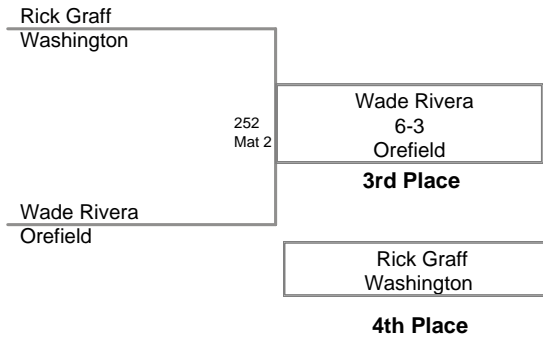 Rick Graff
Washington
Wade Rivera
6-3
Orefield
252
Mat 2
3rd Place
Wade Rivera
Orefield
Rick Graff
Washington
4th Place